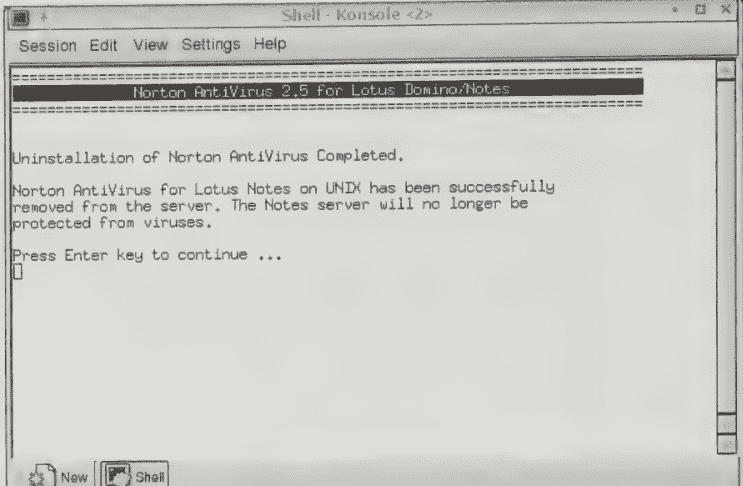 Shell - Konsole <2>
Session Edit View Settings Help
================================================================================
Norton AntiVirus 2.5 for Lotus Domino/Notes
================================================================================
Uninstallation of Norton AntiVirus Completed.
Norton AntiVirus for Lotus Notes on UNIX has been successfully
removed from the server. The Notes server will no longer be
protected from viruses.
Press Enter key to continue ...
New Shell